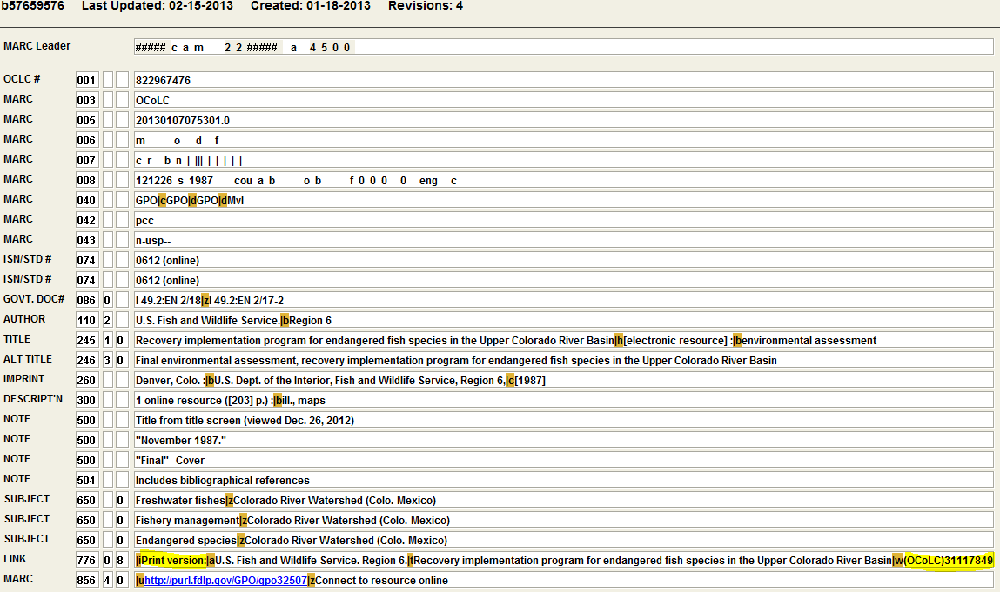 b57659576 Last Updated: 02-15-2013 Created: 01-18-2013 Revisions: 4
MARC Leader ##### c a m 2 2 ##### a 4 5 0 0
OCLC # 001 822967476
MARC 003 OCoLC
MARC 005 20130107075301.0
MARC 006 m o d f
MARC 007 c r b n | ||| | | | | |
MARC 008 121226 s 1987 cou a b o b f 0 0 0 0 eng c
MARC 040 GPO|cGPO|dGPO|dMvI
MARC 042 pcc
MARC 043 n-usp--
ISN/STD # 074 0612 (online)
ISN/STD # 074 0612 (online)
GOVT. DOC# 086 0 I 49.2:EN 2/18|zI 49.2:EN 2/17-2
AUTHOR 110 2 U.S. Fish and Wildlife Service.|bRegion 6
TITLE 245 1 0 Recovery implementation program for endangered fish species in the Upper Colorado River Basin|h[electronic resource] :|benvironmental assessment
ALT TITLE 246 3 0 Final environmental assessment, recovery implementation program for endangered fish species in the Upper Colorado River Basin
IMPRINT 260 Denver, Colo. :|bU.S. Dept. of the Interior, Fish and Wildlife Service, Region 6,|c[1987]
DESCRIPT'N 300 1 online resource ([203] p.) :|bill., maps
NOTE 500 Title from title screen (viewed Dec. 26, 2012)
NOTE 500 "November 1987."
NOTE 500 "Final"--Cover
NOTE 504 Includes bibliographical references
SUBJECT 650 0 Freshwater fishes|zColorado River Watershed (Colo.-Mexico)
SUBJECT 650 0 Fishery management|zColorado River Watershed (Colo.-Mexico)
SUBJECT 650 0 Endangered species|zColorado River Watershed (Colo.-Mexico)
LINK 776 0 8 |iPrint version:|aU.S. Fish and Wildlife Service. Region 6.|tRecovery implementation program for endangered fish species in the Upper Colorado River Basin|w(OCoLC)31117849
MARC 856 4 0 |uhttp://purl.fdlp.gov/GPO/gpo32507|zConnect to resource online